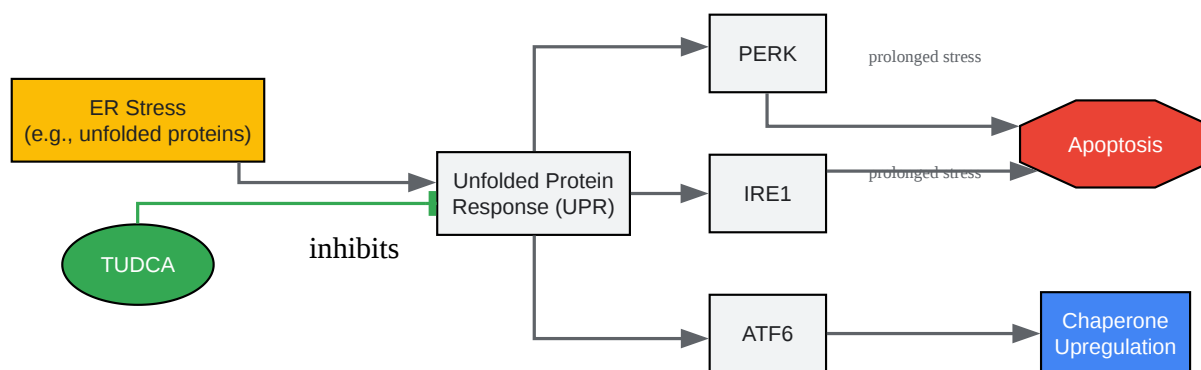 ER Stress
(e.g., unfolded proteins)
TUDCA
inhibits
Unfolded Protein
Response (UPR)
PERK
prolonged stress
IRE1
prolonged stress
ATF6
Apoptosis
Chaperone
Upregulation